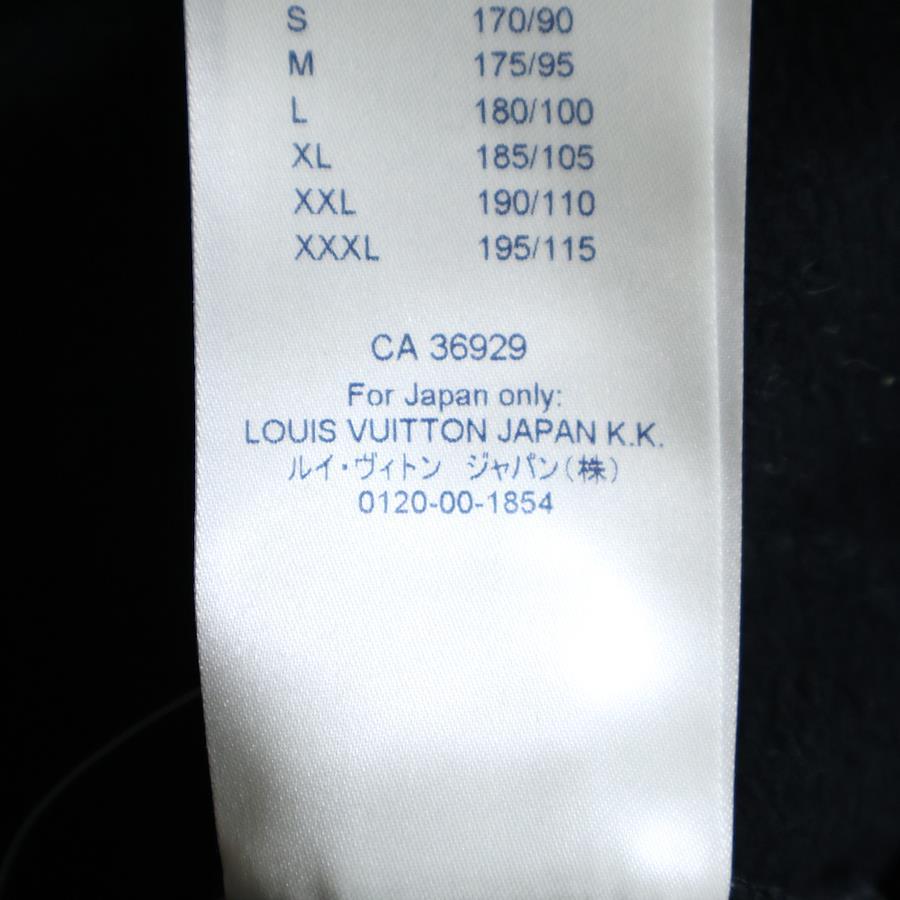 S 170/90
M 175/95
L 180/100
XL 185/105
XXL 190/110
XXXL 195/115
CA 36929
For Japan only:
LOUIS VUITTON JAPAN K.K.
ルイ・ヴィトン ジャパン(株)
0120-00-1854